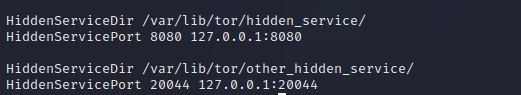 HiddenServiceDir /var/lib/tor/hidden_service/
HiddenServicePort 8080 127.0.0.1:8080
HiddenServiceDir /var/lib/tor/other_hidden_service/
HiddenServicePort 20044 127.0.0.1:20044